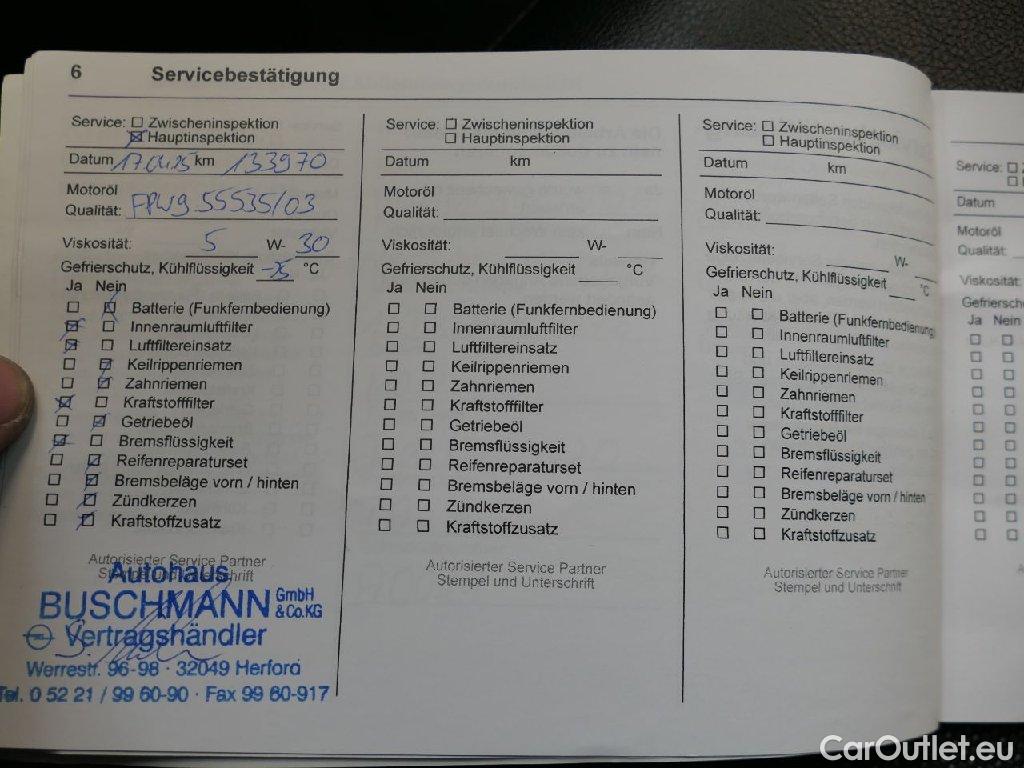 6 Servicebestätigung
Service: Zwischeninspektion
Hauptinspektion
Datum km 133970
Motoröl
Qualität: 55535/03
Viskosität: 5 W- 30
Gefrierschutz, Kühlflüssigkeit -25 °C
Ja Nein
Batterie (Funkfernbedienung)
Innenraumluftfilter
Luftfiltereinsatz
Keilrippenriemen
Zahnriemen
Kraftstofffilter
Getriebeöl
Bremsflüssigkeit
Reifenreparaturset
Bremsbeläge vorn / hinten
Zündkerzen
Kraftstoffzusatz
Autorisierter Service Partner
Stempel und Unterschrift
Autohaus
BUSCHMANN GmbH & Co.KG
Vertragshändler
Werrestr. 96-98 · 32049 Herford
Tel. 0 52 21 / 99 60-90 · Fax 99 60-917
Service: Zwischeninspektion
Hauptinspektion
Datum km
Motoröl
Qualität:
Viskosität: W-
Gefrierschutz, Kühlflüssigkeit °C
Ja Nein
Batterie (Funkfernbedienung)
Innenraumluftfilter
Luftfiltereinsatz
Keilrippenriemen
Zahnriemen
Kraftstofffilter
Getriebeöl
Bremsflüssigkeit
Reifenreparaturset
Bremsbeläge vorn / hinten
Zündkerzen
Kraftstoffzusatz
Autorisierter Service Partner
Stempel und Unterschrift
Service: Zwischeninspektion
Hauptinspektion
Datum km
Motoröl
Qualität:
Viskosität: W-
Gefrierschutz, Kühlflüssigkeit °C
Ja Nein
Batterie (Funkfernbedienung)
Innenraumluftfilter
Luftfiltereinsatz
Keilrippenriemen
Zahnriemen
Kraftstofffilter
Getriebeöl
Bremsflüssigkeit
Reifenreparaturset
Bremsbeläge vorn / hinten
Zündkerzen
Kraftstoffzusatz
Autorisierter Service Partner
Stempel und Unterschrift
Service:
Datum
Motoröl
Qualität:
Viskosität:
Ja Nein
CarOutlet.eu